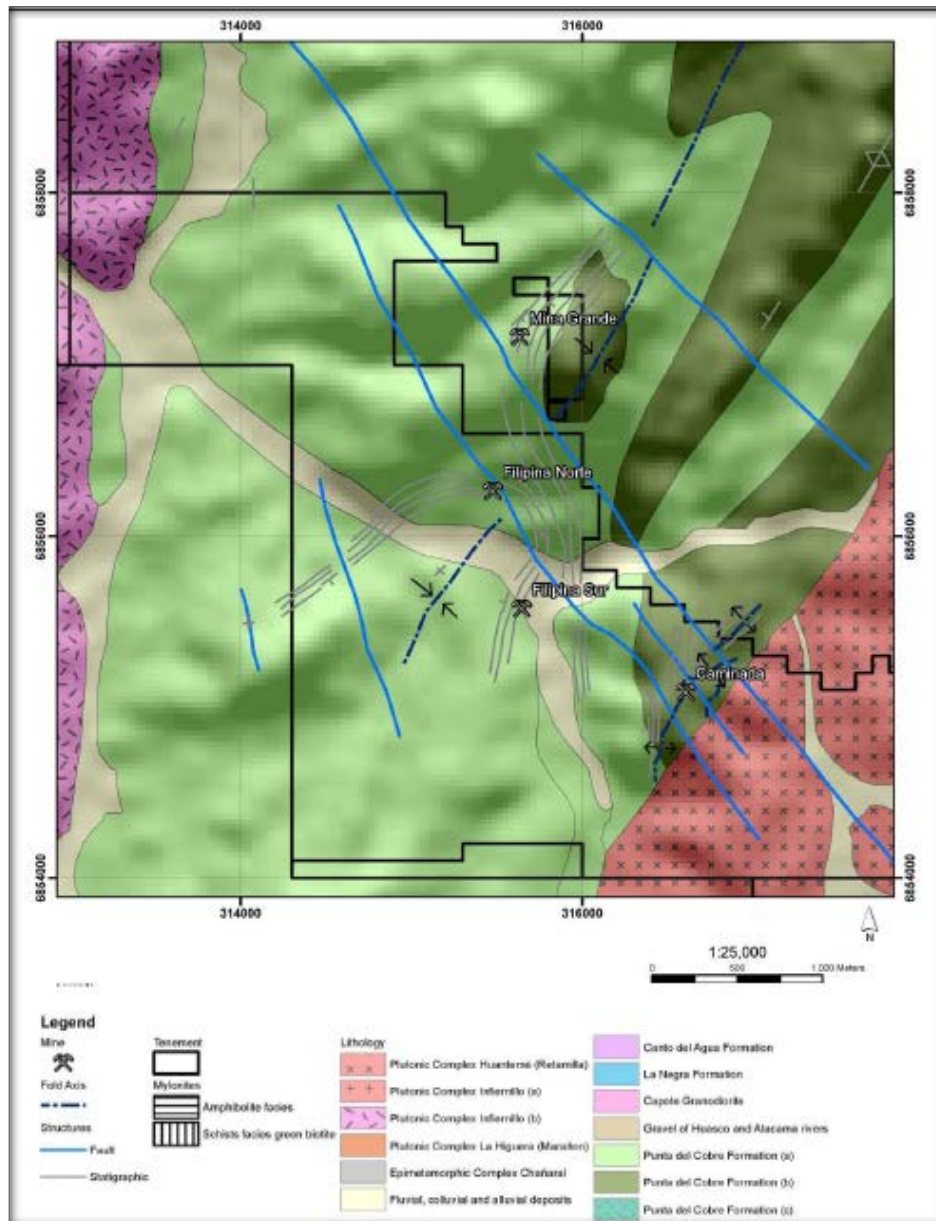 314000 316000
6858000 6858000
Mina Grande
Filipina Norte
6856000 6856000
Filipina Sur
Caminada
6854000 6854000
314000 316000
N
1:25,000
0 500 1,000 Meters
Legend
Mine
Fold Axis
Structures
Fault
Stratigraphic
Tenement
Mylonites
Amphibolite facies
Schists facies green biotite
Lithology
Plutonic Complex Huantemé (Retamilla)
Plutonic Complex Infiernillo (a)
Plutonic Complex Infiernillo (b)
Plutonic Complex La Higuera (Maraton)
Epimetamorphic Complex Chañaral
Fluvial, colluvial and alluvial deposits
Canto del Agua Formation
La Negra Formation
Capote Granodiorite
Gravel of Huasco and Atacama rivers
Punta del Cobre Formation (a)
Punta del Cobre Formation (b)
Punta del Cobre Formation (c)